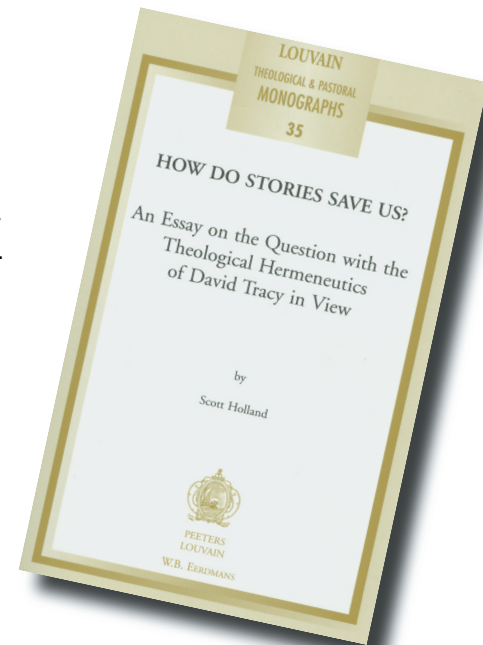 LOUVAIN
THEOLOGICAL & PASTORAL
MONOGRAPHS
35
HOW DO STORIES SAVE US?
An Essay on the Question with the
Theological Hermeneutics
of David Tracy in View
by
Scott Holland
PEETERS
LOUVAIN
W.B. EERDMANS